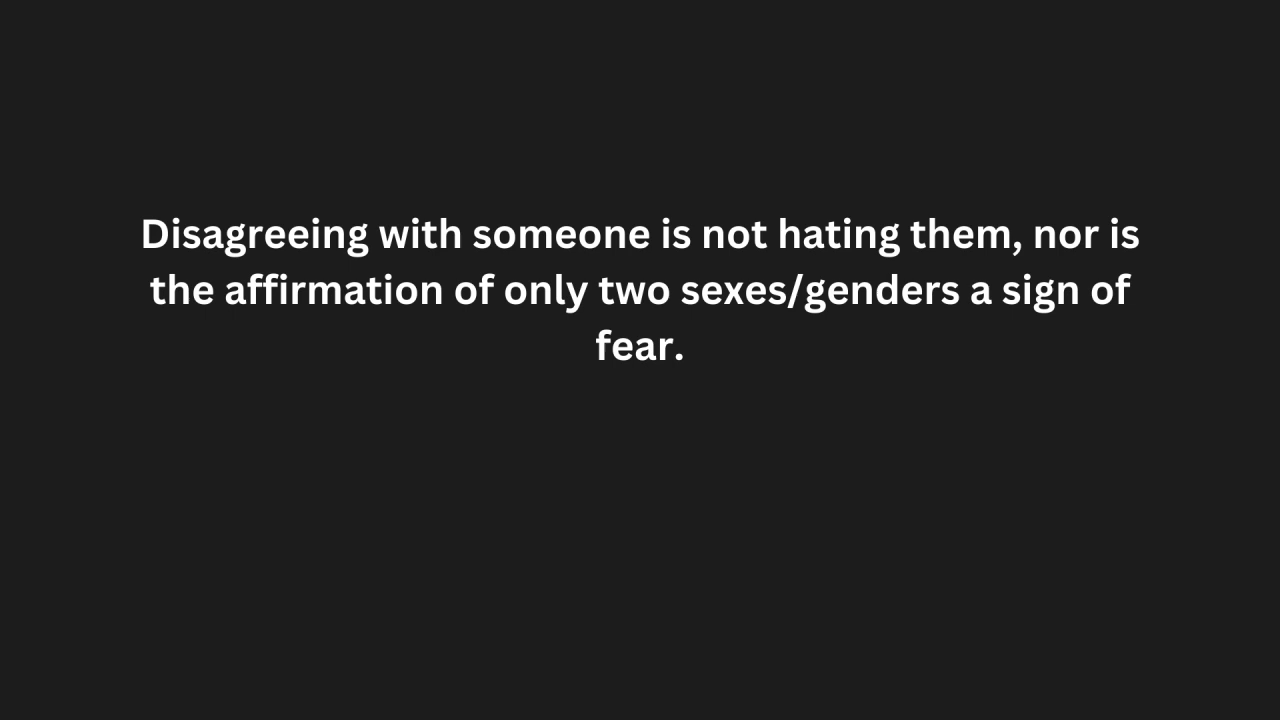 Disagreeing with someone is not hating them, nor is
the affirmation of only two sexes/genders a sign of
fear.